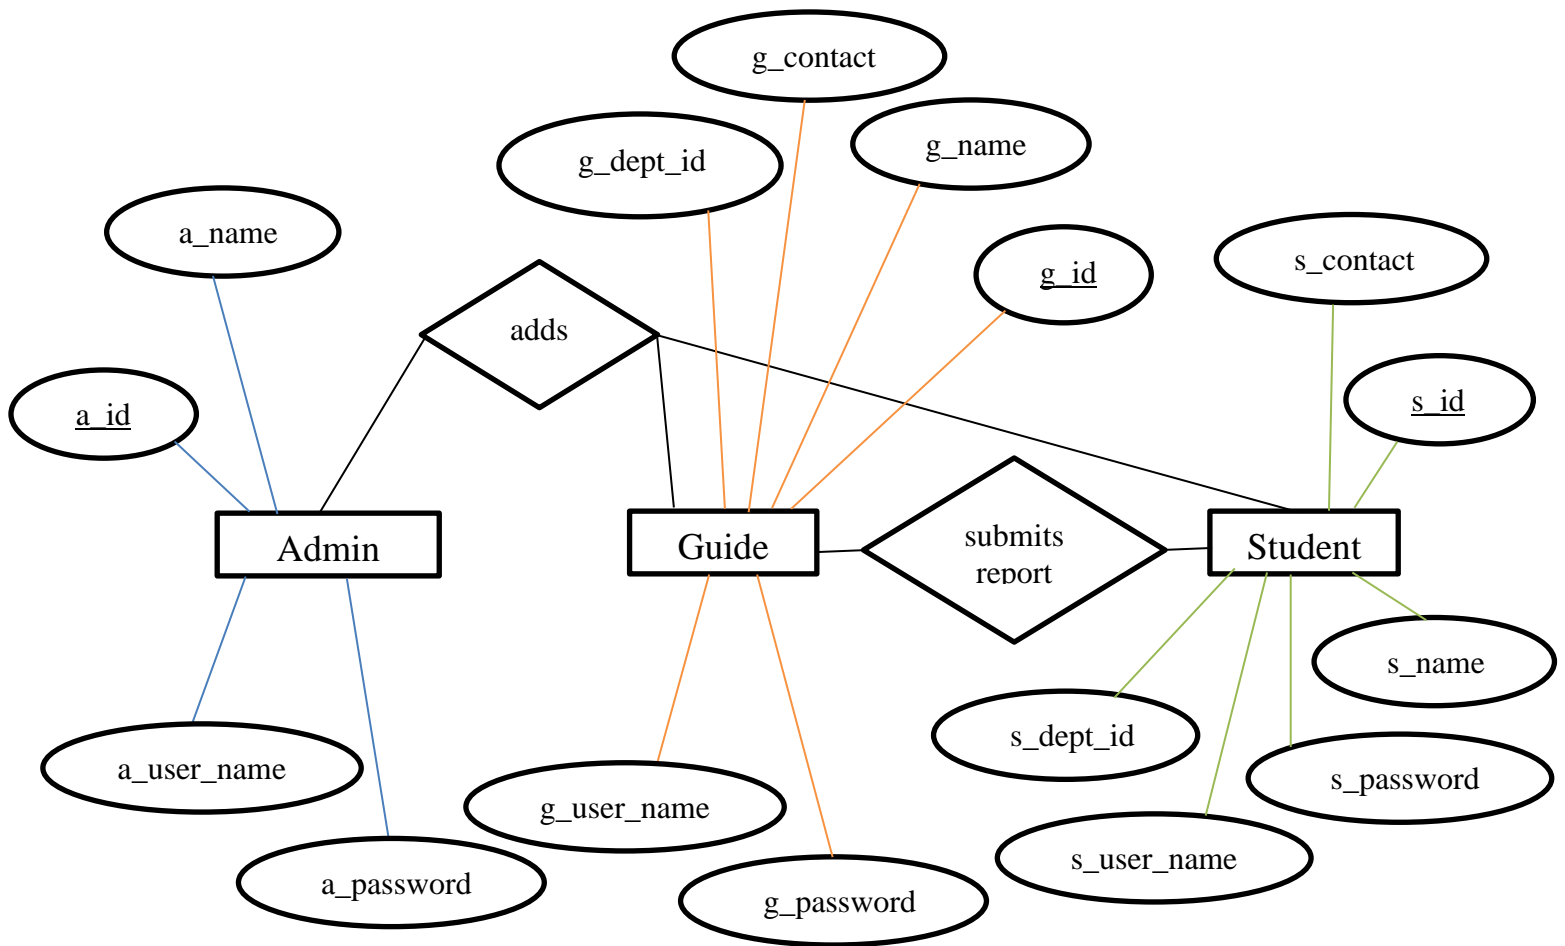 g_contact
g_dept_id
g_name
a_name
g_id
s_contact
adds
a_id
s_id
Admin
Guide
submits
report
Student
s_name
s_dept_id
a_user_name
s_password
g_user_name
s_user_name
a_password
g_password